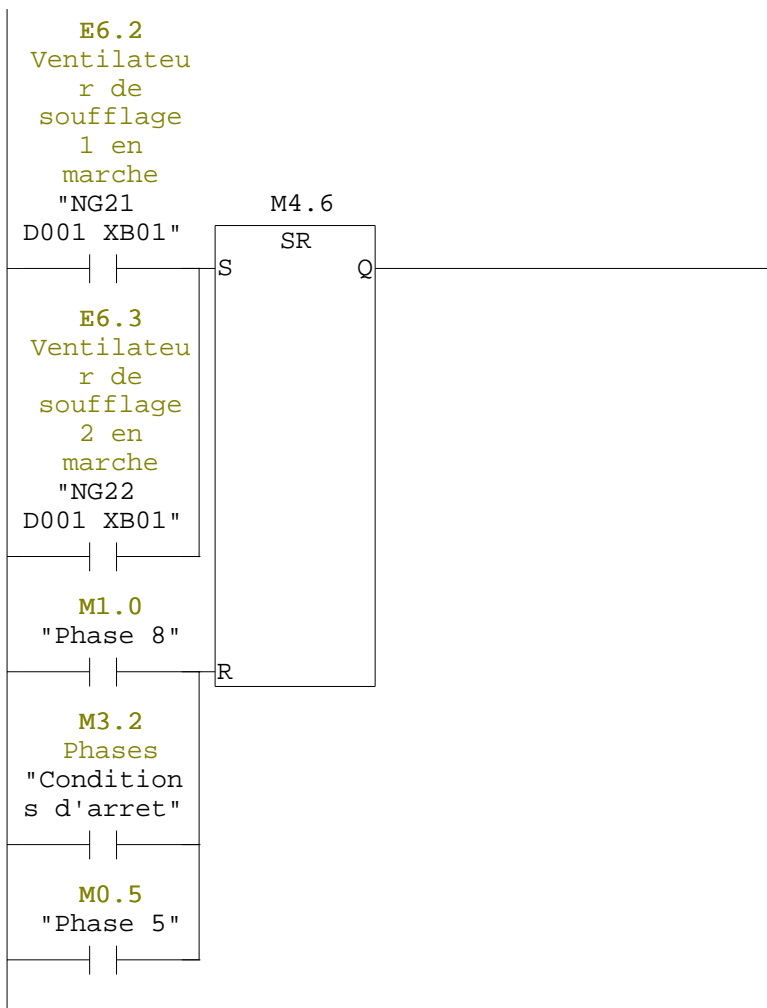 E6.2
Ventilateu
r de
soufflage
1 en
marche
"NG21
D001 XB01"
M4.6
SR
S
Q
E6.3
Ventilateu
r de
soufflage
2 en
marche
"NG22
D001 XB01"
M1.0
"Phase 8"
R
M3.2
Phases
"Condition
s d'arret"
M0.5
"Phase 5"